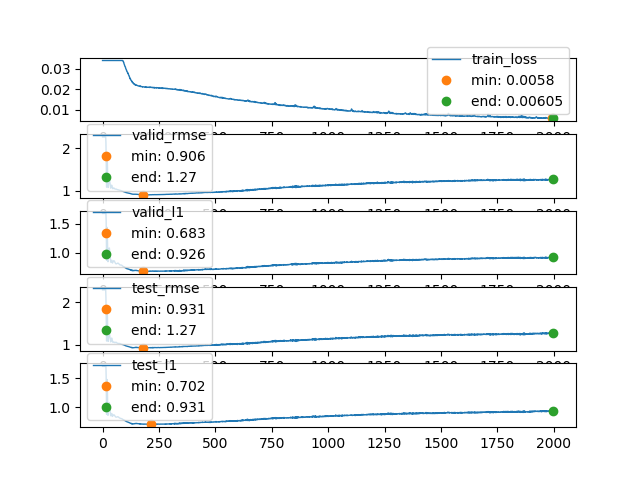 train_loss
min: 0.0058
end: 0.00605
0.03
0.02
0.01
valid_rmse
min: 0.906
end: 1.27
2
1
valid_l1
min: 0.683
end: 0.926
1.5
1.0
test_rmse
min: 0.931
end: 1.27
2
1
test_l1
min: 0.702
end: 0.931
1.5
1.0
0 250 500 750 1000 1250 1500 1750 2000